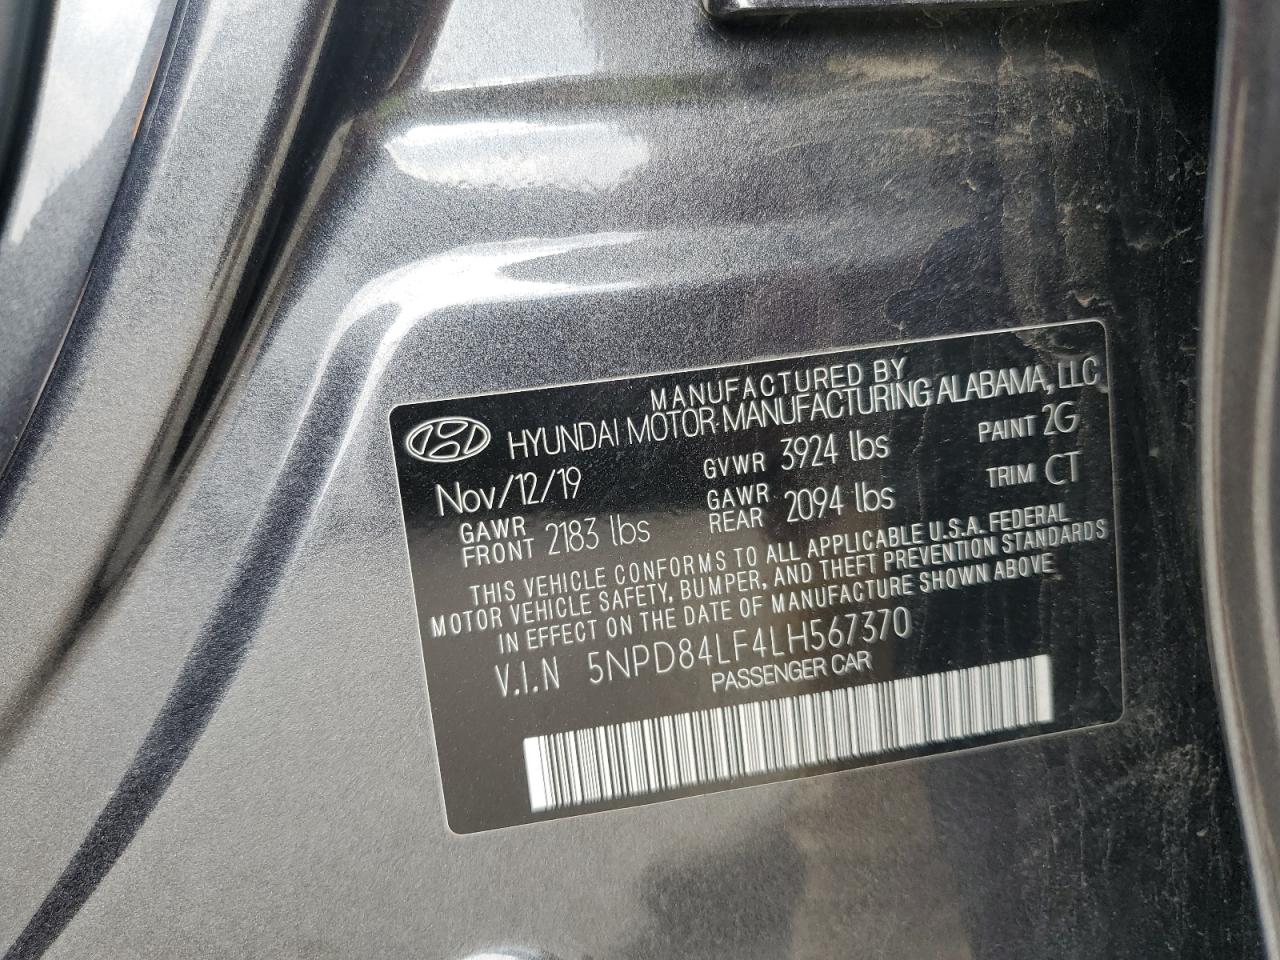 MANUFACTURED BY
HYUNDAI MOTOR MANUFACTURING ALABAMA, LLC
Nov/12/19 GVWR 3924 lbs PAINT 2G
GAWR FRONT 2183 lbs GAWR REAR 2094 lbs TRIM CT
THIS VEHICLE CONFORMS TO ALL APPLICABLE U.S.A. FEDERAL
MOTOR VEHICLE SAFETY, BUMPER, AND THEFT PREVENTION STANDARDS
IN EFFECT ON THE DATE OF MANUFACTURE SHOWN ABOVE
V.I.N 5NPD84LF4LH567370
PASSENGER CAR